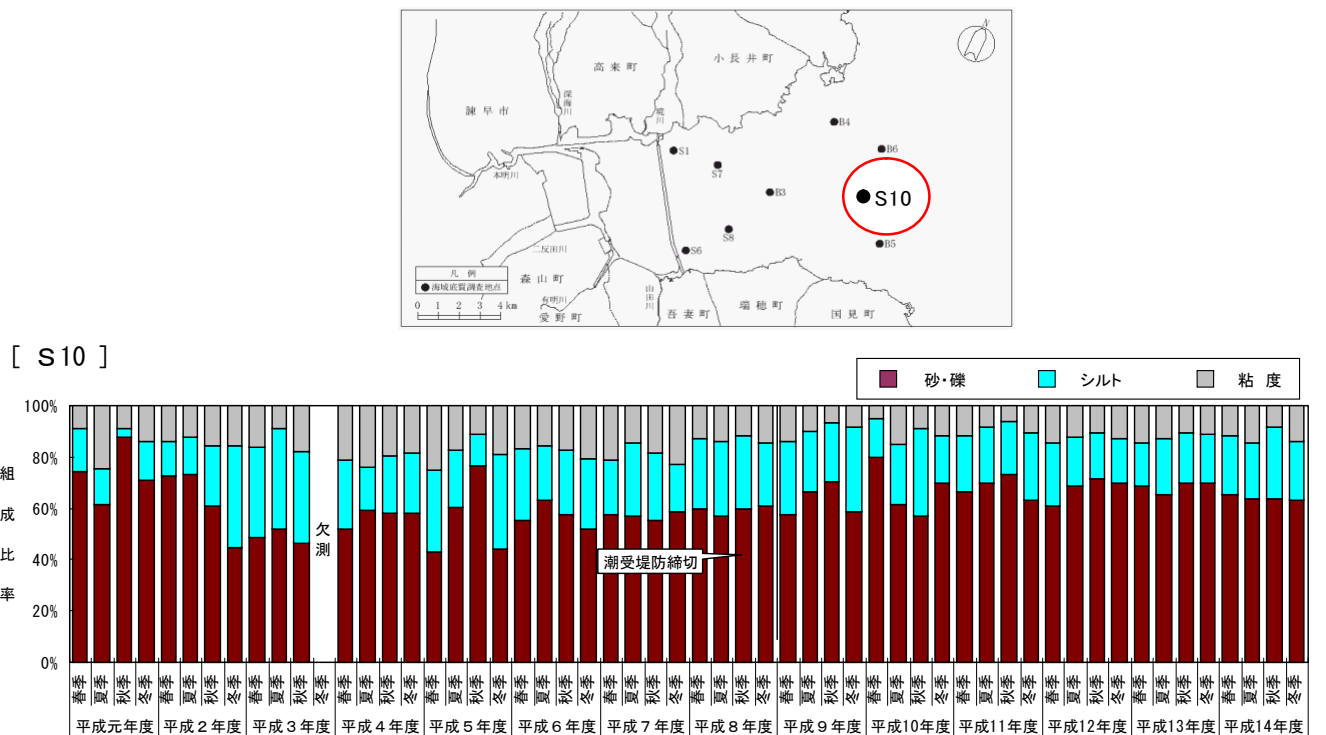 N
小長井町
高来町
深海川
境川
諫早市
B4
S1
B6
S7
本明川
B3
S10
S8
二反田川
S6
B5
凡 例
●海域底質調査地点
森山町
山田川
瑞穂町
有明川
0 1 2 3 4km
愛野町
吾妻町
国見町
[ S10 ]
砂・礫 シルト 粘 度
100%
80%
60%
40%
20%
0%
組成比率
欠測
潮受堤防締切
春季 夏季 秋季 冬季 春季 夏季 秋季 冬季 春季 夏季 秋季 冬季 春季 夏季 秋季 冬季 春季 夏季 秋季 冬季 春季 夏季 秋季 冬季 春季 夏季 秋季 冬季 春季 夏季 秋季 冬季 春季 夏季 秋季 冬季 春季 夏季 秋季 冬季 春季 夏季 秋季 冬季 春季 夏季 秋季 冬季 春季 夏季 秋季 冬季 春季 夏季 秋季 冬季
平成元年度 平成2年度 平成3年度 平成4年度 平成5年度 平成6年度 平成7年度 平成8年度 平成9年度 平成10年度 平成11年度 平成12年度 平成13年度 平成14年度